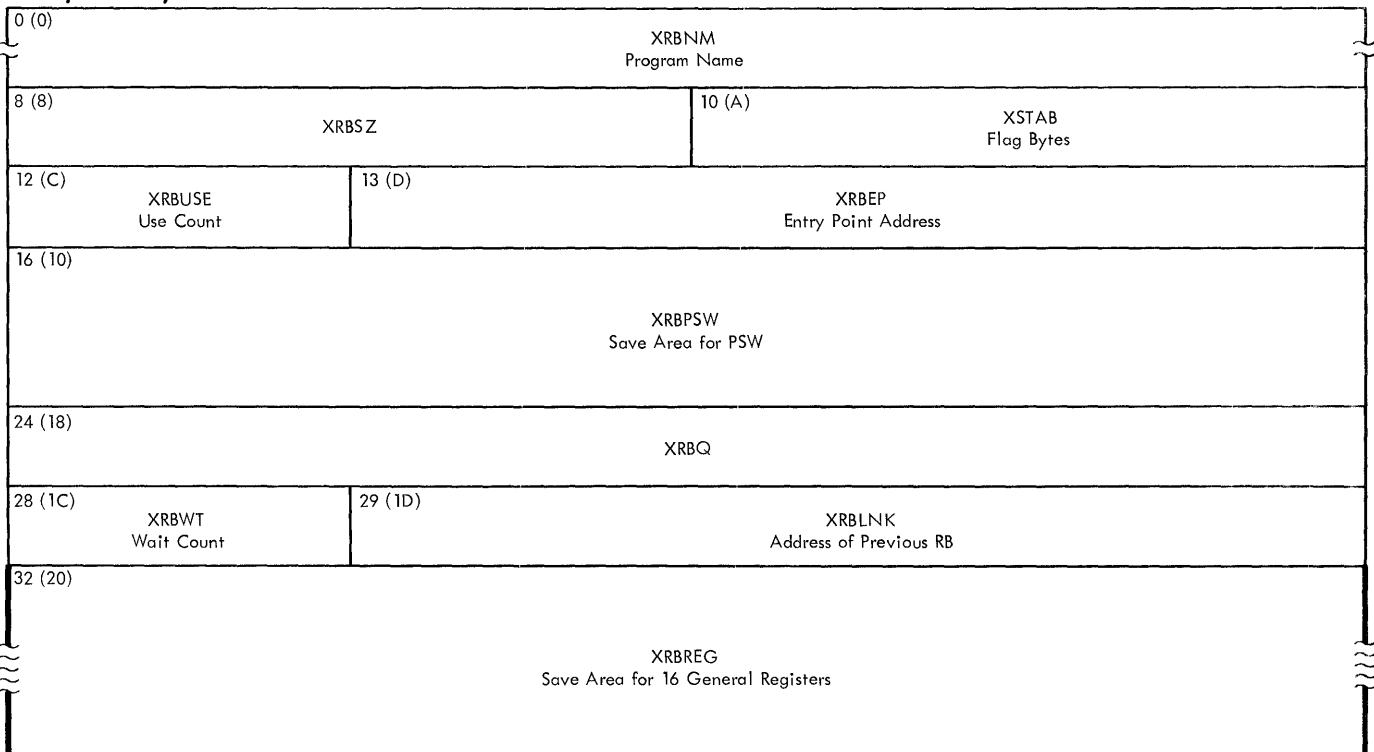 0 (0)
XRBNM
Program Name
8 (8)
XRBSZ
10 (A)
XSTAB
Flag Bytes
12 (C)
XRBUSE
Use Count
13 (D)
XRBEP
Entry Point Address
16 (10)
XRBPSW
Save Area for PSW
24 (18)
XRBQ
28 (1C)
XRBWT
Wait Count
29 (1D)
XRBLNK
Address of Previous RB
32 (20)
XRBREG
Save Area for 16 General Registers